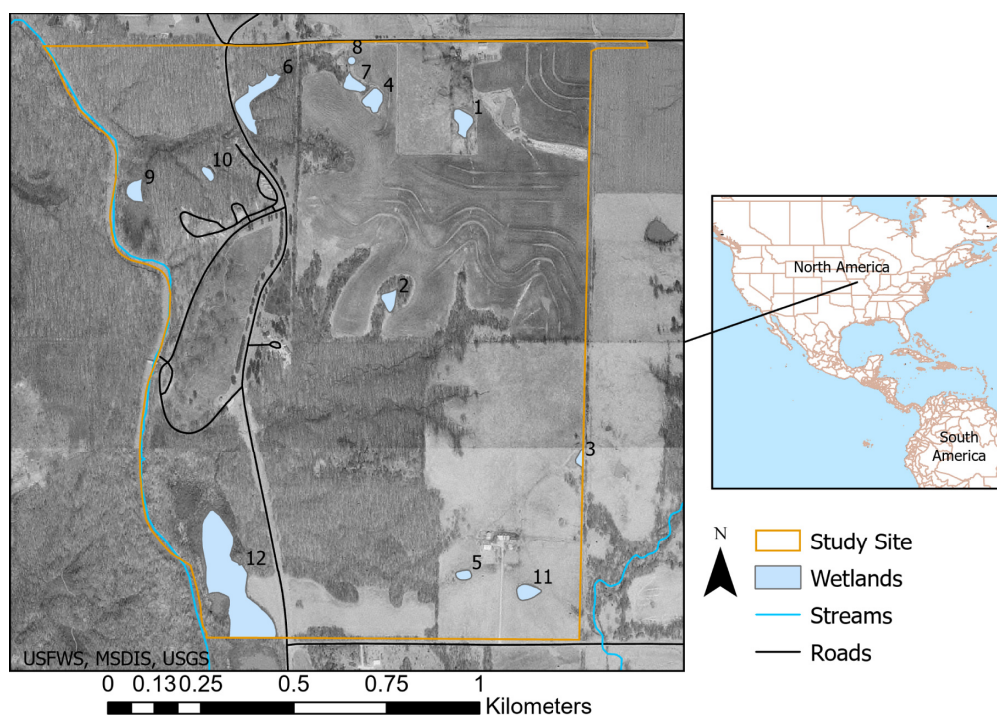 8
6
7
4
1
10
9
2
3
12
5
11
USFWS, MSDIS, USGS
0 0.13 0.25 0.5 0.75 1
Kilometers
North America
South
America
N
Study Site
Wetlands
Streams
Roads